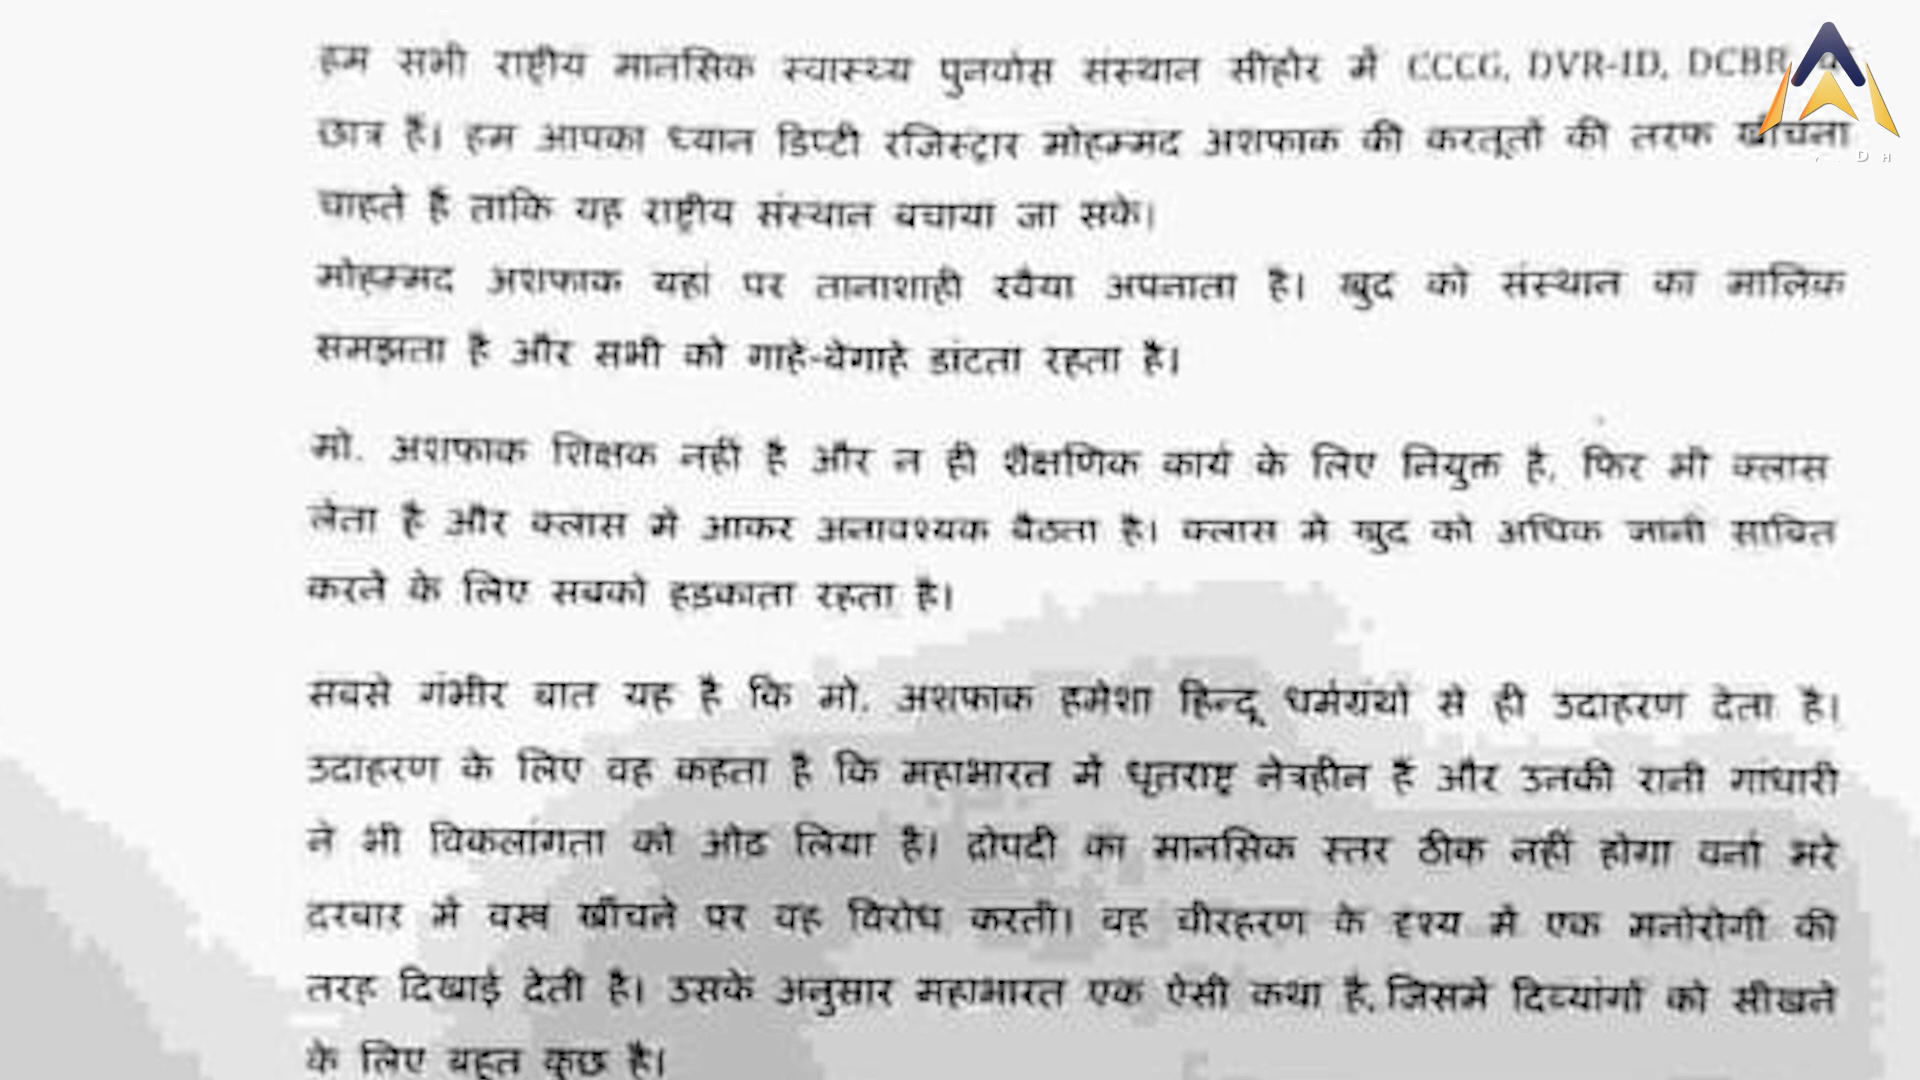 हम सभी राष्ट्रीय मानसिक स्वास्थ्य पुनर्वास संस्थान सीहोर में CCCG, DVR-ID, DCBR
छात्र हैं। हम आपका ध्यान डिप्टी रजिस्ट्रार मोहम्मद अशफाक की करतूतों की तरफ खींचना
चाहते हैं ताकि यह राष्ट्रीय संस्थान बचाया जा सके।
मोहम्मद अशफाक यहां पर तानाशाही रवैया अपनाता है। खुद को संस्थान का मालिक
समझता है और सभी को गाहे-बेगाहे डांटता रहता है।
मो. अशफाक शिक्षक नहीं है और न ही शैक्षणिक कार्य के लिए नियुक्त है, फिर भी क्लास
लेता है और क्लास में आकर अनावश्यक बैठता है। क्लास में खुद को अधिक ज्ञानी साबित
करने के लिए सबको हड़काता रहता है।
सबसे गंभीर बात यह है कि मो. अशफाक हमेशा हिन्दू धर्मग्रंथों से ही उदाहरण देता है।
उदाहरण के लिए वह कहता है कि महाभारत में धृतराष्ट्र नेत्रहीन हैं और उनकी रानी गांधारी
ने भी विकलांगता को ओढ लिया है। द्रोपदी का मानसिक स्तर ठीक नहीं होगा वर्ना भरे
दरबार में वस्त्र खींचने पर वह विरोध करती। वह चीरहरण के दृश्य में एक मनोरोगी की
तरह दिखाई देती है। उसके अनुसार महाभारत एक ऐसी कथा है, जिसमें दिव्यांगों को सीखने
के लिए बहुत कुछ है।